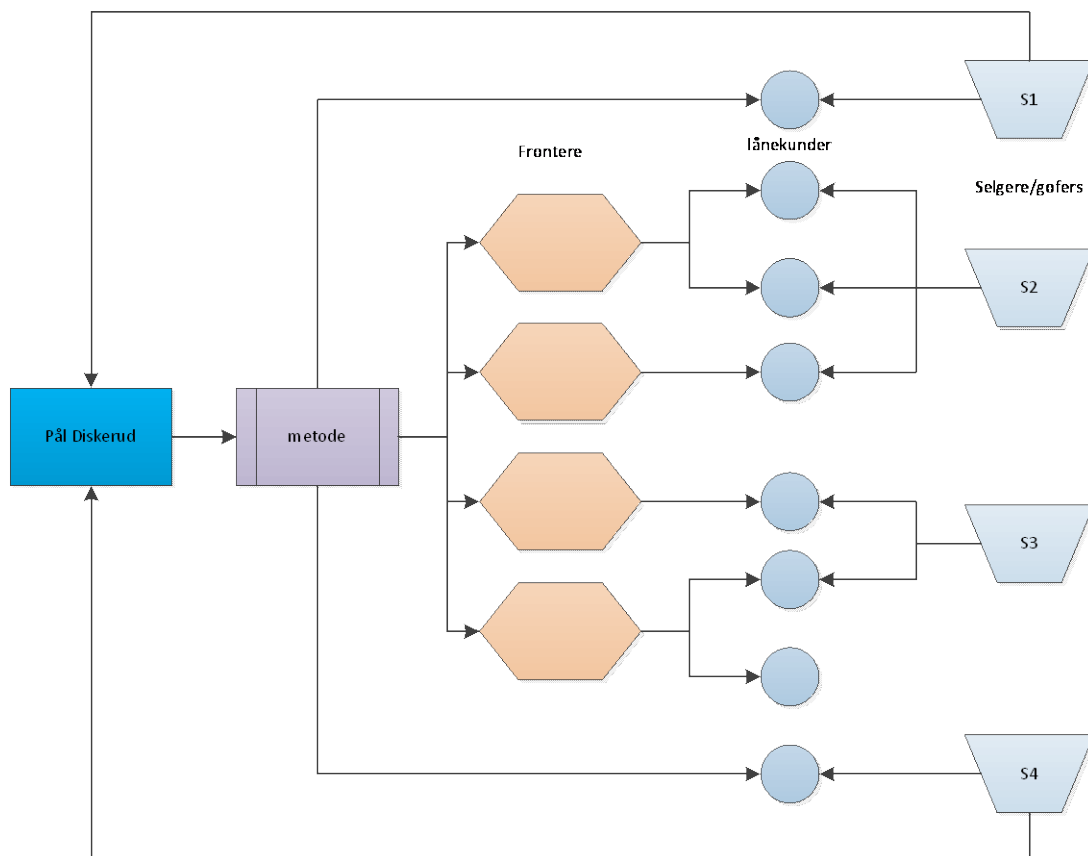 S1
lånekunder
Frontere
Selgere/gofers
S2
Pål Diskerud
metode
S3
S4